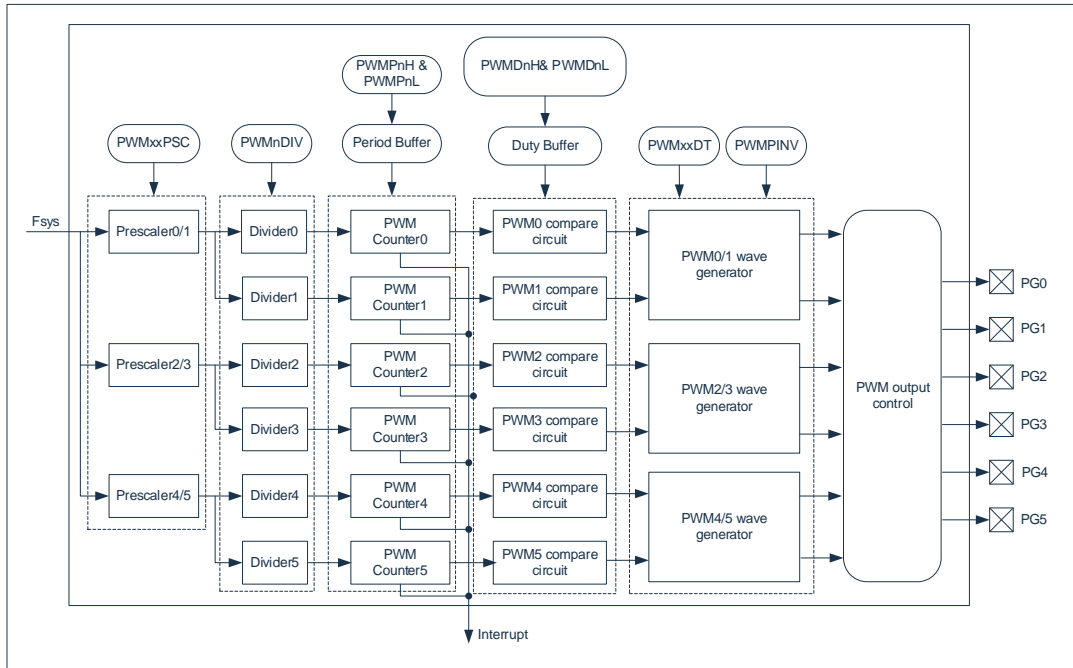 PWMPnH &
PWMPnL
PWMDnH& PWMDnL
PWMxxPSC
PWMnDIV
Period Buffer
Duty Buffer
PWMxxDT
PWMPINV
Fsys
Prescaler0/1
Divider0
PWM
Counter0
PWM0 compare
circuit
PWM0/1 wave
generator
Divider1
PWM
Counter1
PWM1 compare
circuit
Prescaler2/3
Divider2
PWM
Counter2
PWM2 compare
circuit
PWM2/3 wave
generator
Divider3
PWM
Counter3
PWM3 compare
circuit
Prescaler4/5
Divider4
PWM
Counter4
PWM4 compare
circuit
PWM4/5 wave
generator
Divider5
PWM
Counter5
PWM5 compare
circuit
PWM output
control
PG0
PG1
PG2
PG3
PG4
PG5
Interrupt